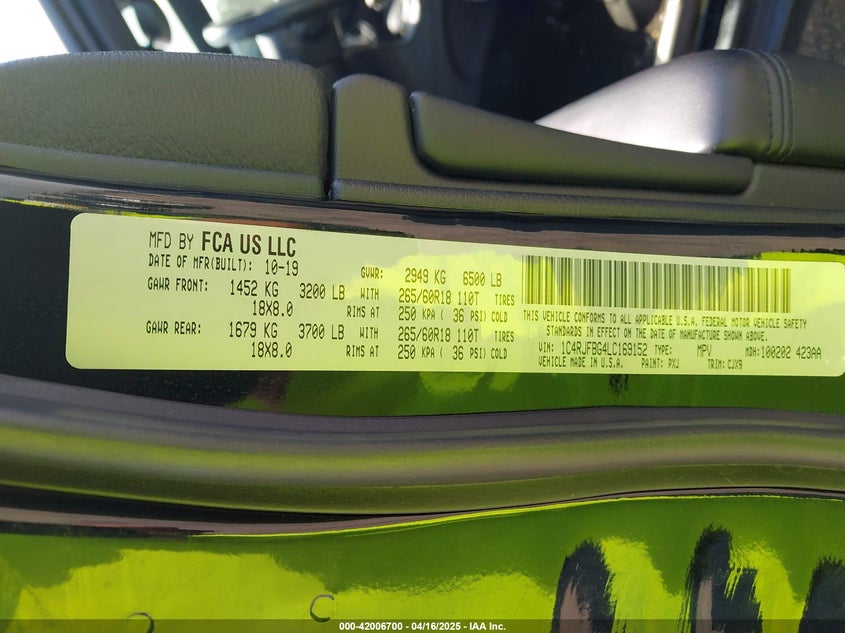 MFD BY FCA US LLC
DATE OF MFR(BUILT): 10-19 GVWR: 2949 KG 6500 LB
GAWR FRONT: 1452 KG 3200 LB WITH 265/60R18 110T TIRES
18X8.0 RIMS AT 250 KPA ( 36 PSI) COLD
GAWR REAR: 1679 KG 3700 LB WITH 265/60R18 110T TIRES
18X8.0 RIMS AT 250 KPA ( 36 PSI) COLD
THIS VEHICLE CONFORMS TO ALL APPLICABLE U.S.A. FEDERAL MOTOR VEHICLE SAFETY
STANDARDS IN EFFECT ON THE DATE OF MANUFACTURE SHOWN ABOVE.
VIN: 1C4RJFBG4LC169152 TYPE: MPV MDH:100202 423AA
VEHICLE MADE IN U.S.A. PAINT: PXJ TRIM: CJX9
000-42006700 - 04/16/2025 - IAA Inc.